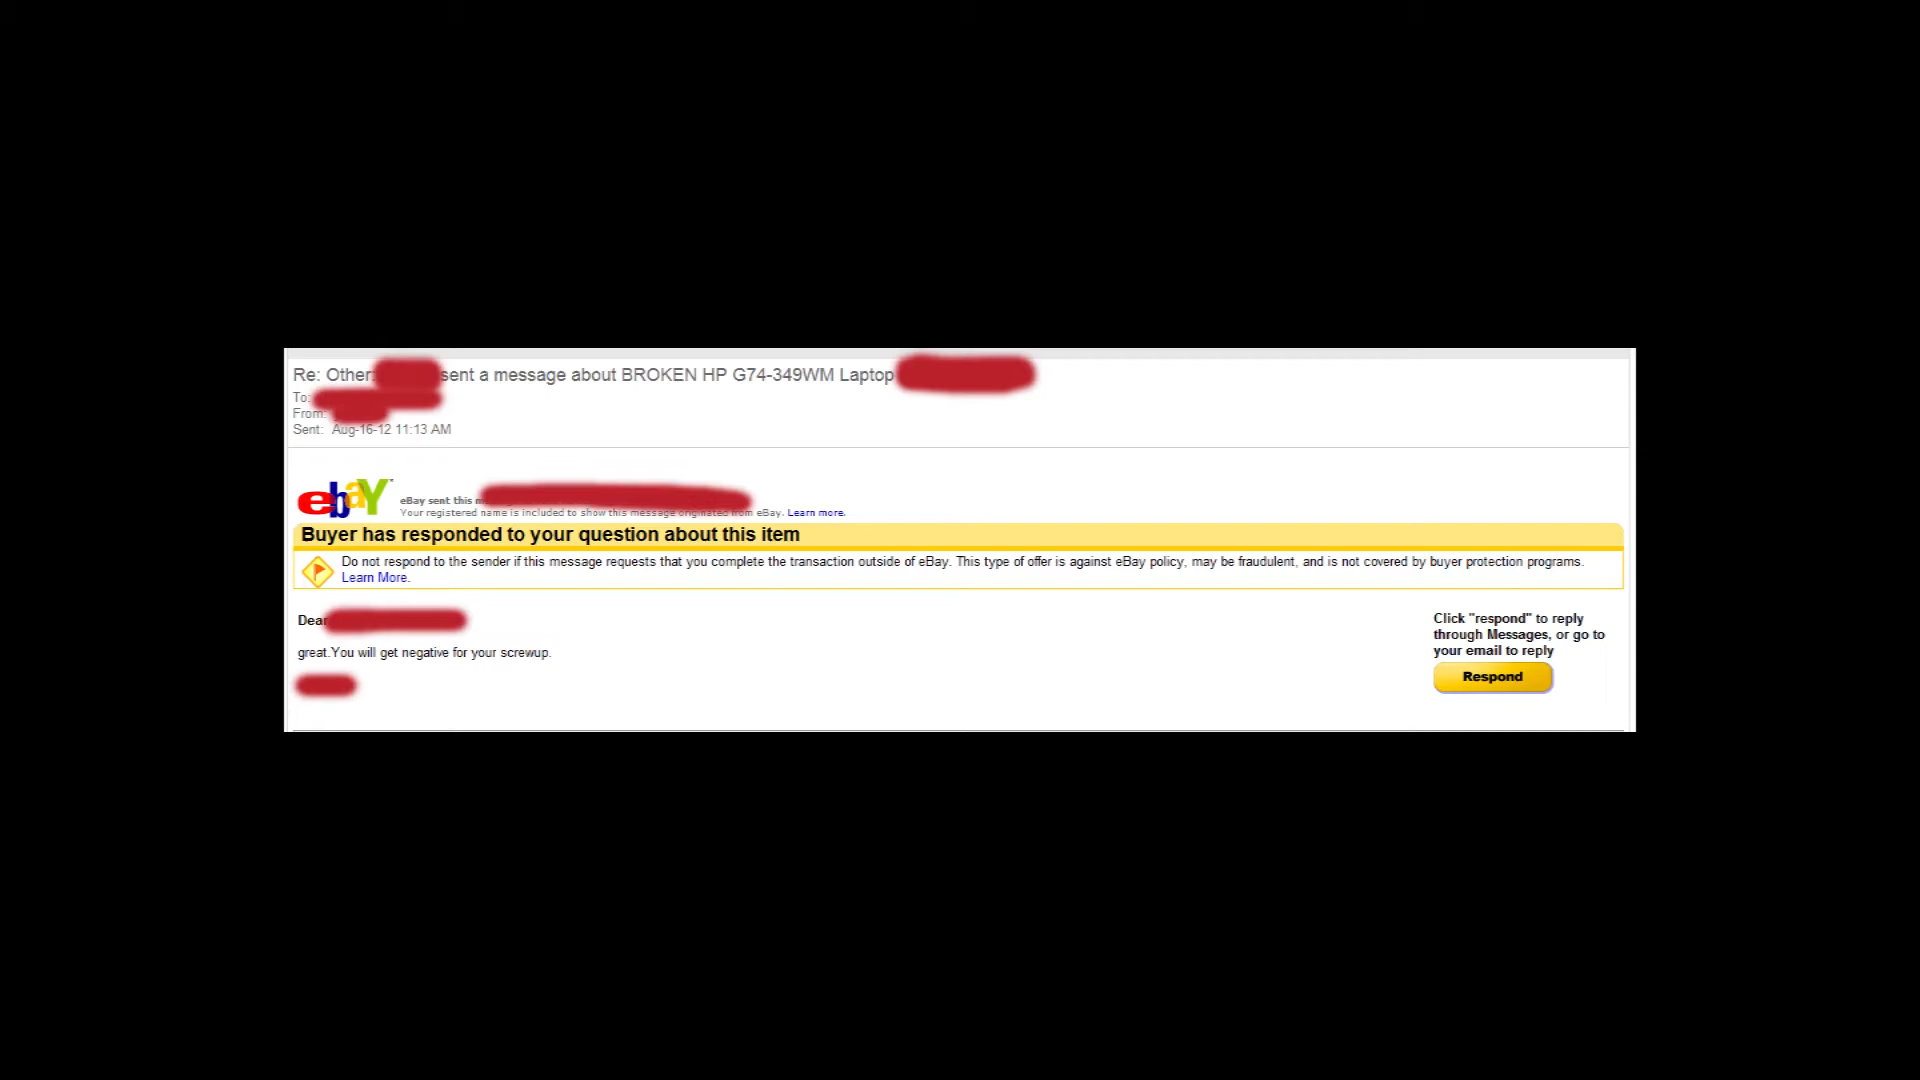 Re: Other: sent a message about BROKEN HP G74-349WM Laptop
To:
From:
Sent: Aug-16-12 11:13 AM
ebaY
eBay sent this
Your registered name is included to show this message originated from eBay. Learn more.
Buyer has responded to your question about this item
Do not respond to the sender if this message requests that you complete the transaction outside of eBay. This type of offer is against eBay policy, may be fraudulent, and is not covered by buyer protection programs.
Learn More.
Dear
great.You will get negative for your screwup.
Click "respond" to reply
through Messages, or go to
your email to reply
Respond